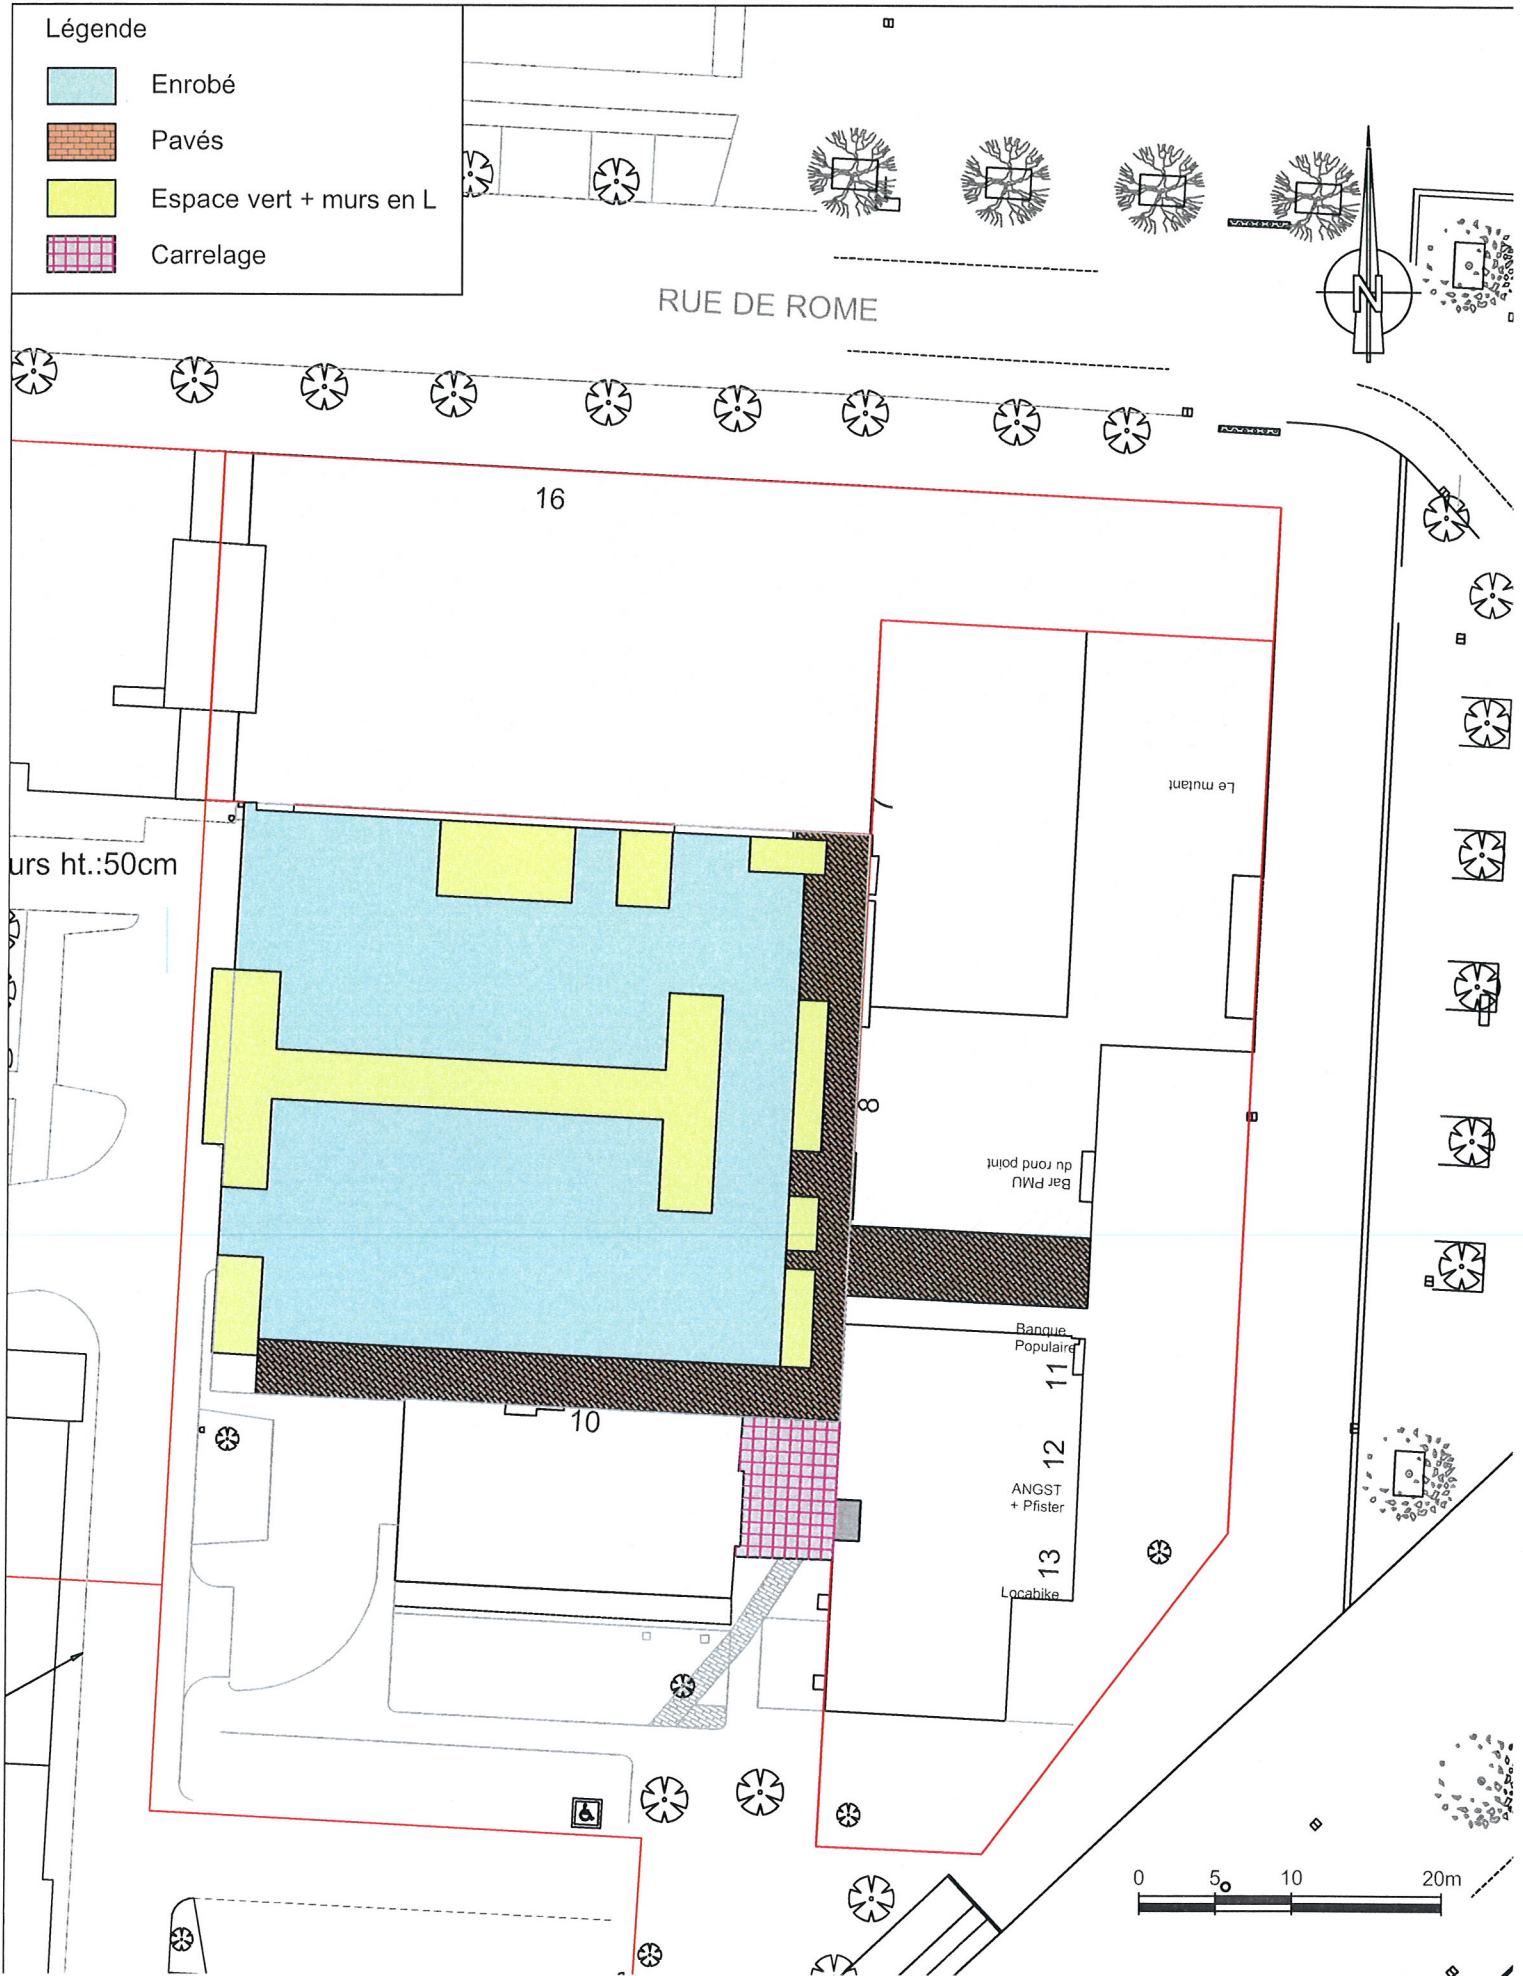 Légende
Enrobé
Pavés
Espace vert + murs en L
Carrelage
RUE DE ROME
N
16
Le mutant
urs ht.:50cm
8
Bar PMU
du rond point
Banque
Populaire
11
10
12
ANGST
+ Pfister
13
Locabike
0 5 10 20m